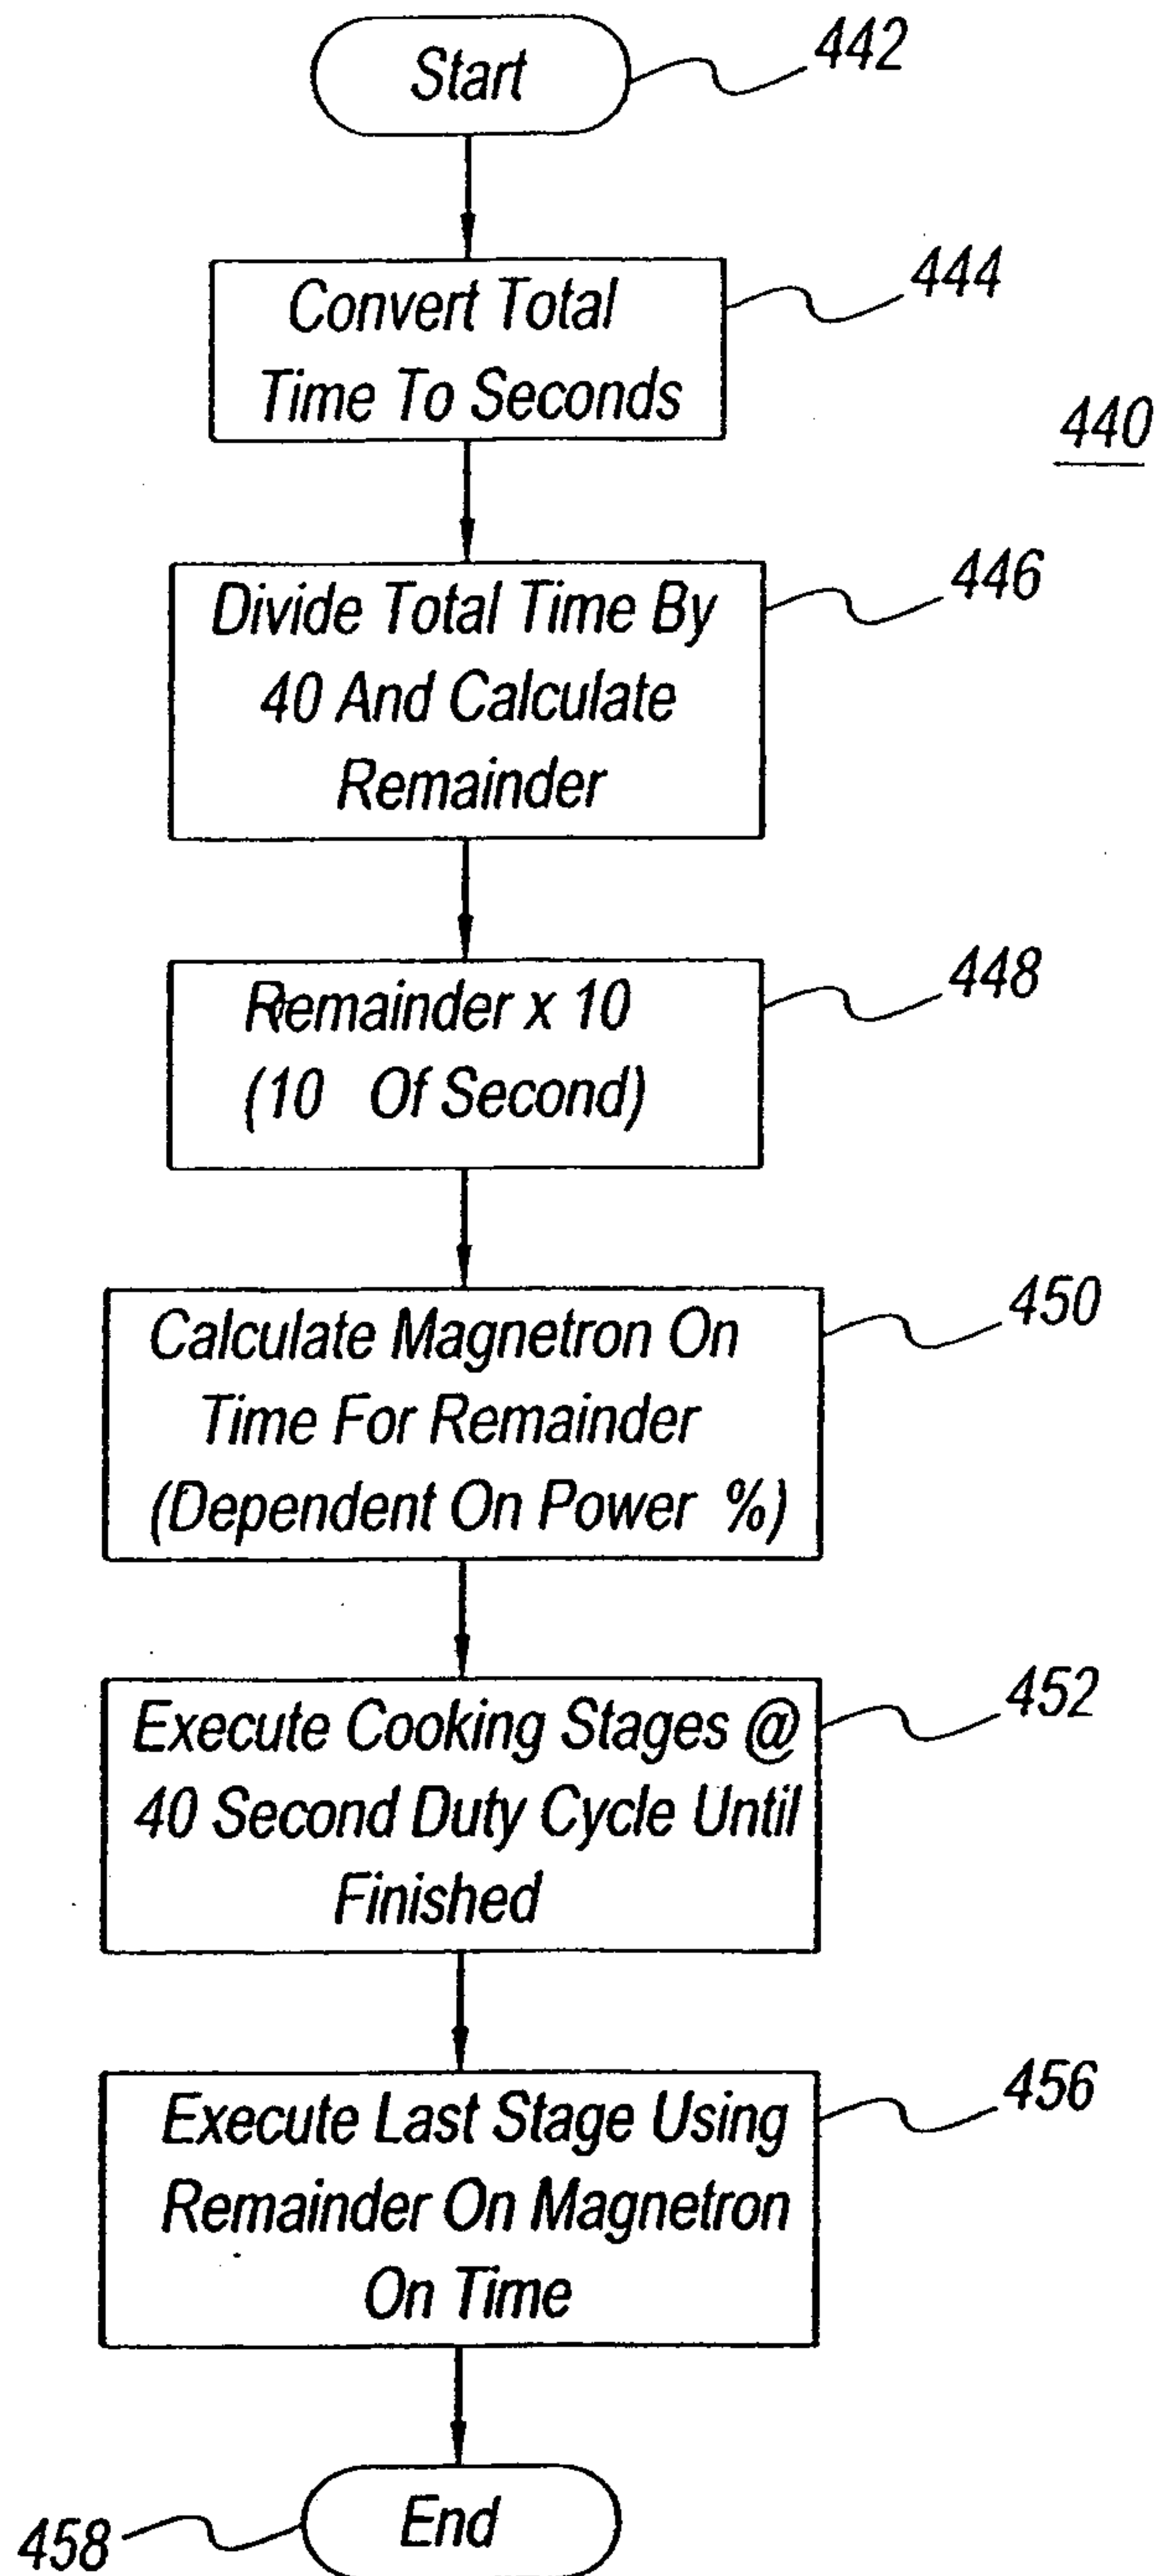 Start
442
Convert Total
Time To Seconds
444
440
Divide Total Time By
40 And Calculate
Remainder
446
Remainder x 10
(10 Of Second)
448
Calculate Magnetron On
Time For Remainder
(Dependent On Power %)
450
Execute Cooking Stages @
40 Second Duty Cycle Until
Finished
452
Execute Last Stage Using
Remainder On Magnetron
On Time
456
End
458